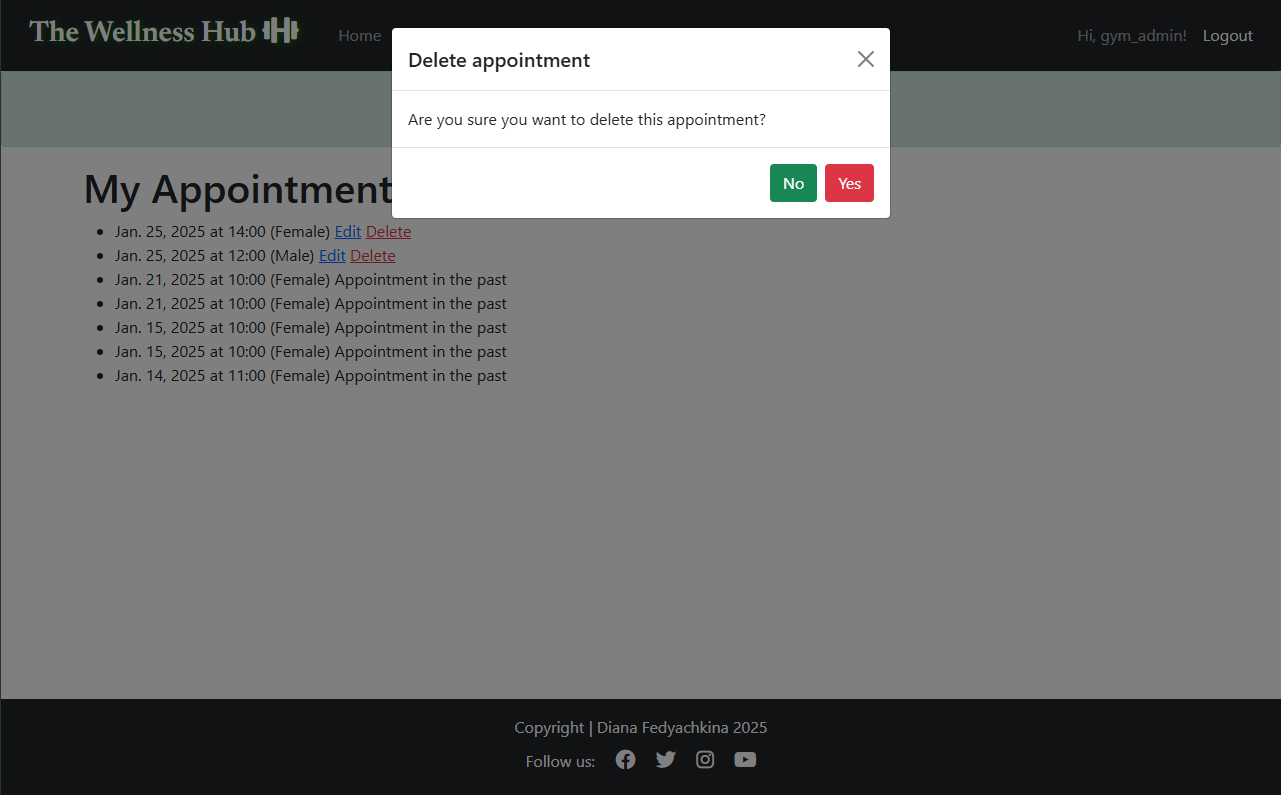 The Wellness Hub
Home
Hi, gym_admin!
Logout
Delete appointment
Are you sure you want to delete this appointment?
No
Yes
My Appointment
Jan. 25, 2025 at 14:00 (Female) Edit Delete
Jan. 25, 2025 at 12:00 (Male) Edit Delete
Jan. 21, 2025 at 10:00 (Female) Appointment in the past
Jan. 21, 2025 at 10:00 (Female) Appointment in the past
Jan. 15, 2025 at 10:00 (Female) Appointment in the past
Jan. 15, 2025 at 10:00 (Female) Appointment in the past
Jan. 14, 2025 at 11:00 (Female) Appointment in the past
Copyright | Diana Fedyachkina 2025
Follow us: